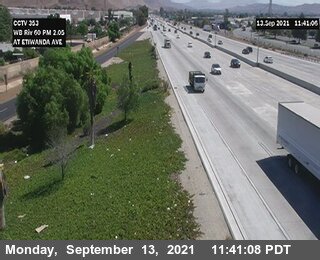 CCTV 353
WB Riv 60 PM 2.05
AT ETIWANDA AVE
13 Sep 2021 11:41:06
Monday, September 13, 2021 11:41:08 PDT